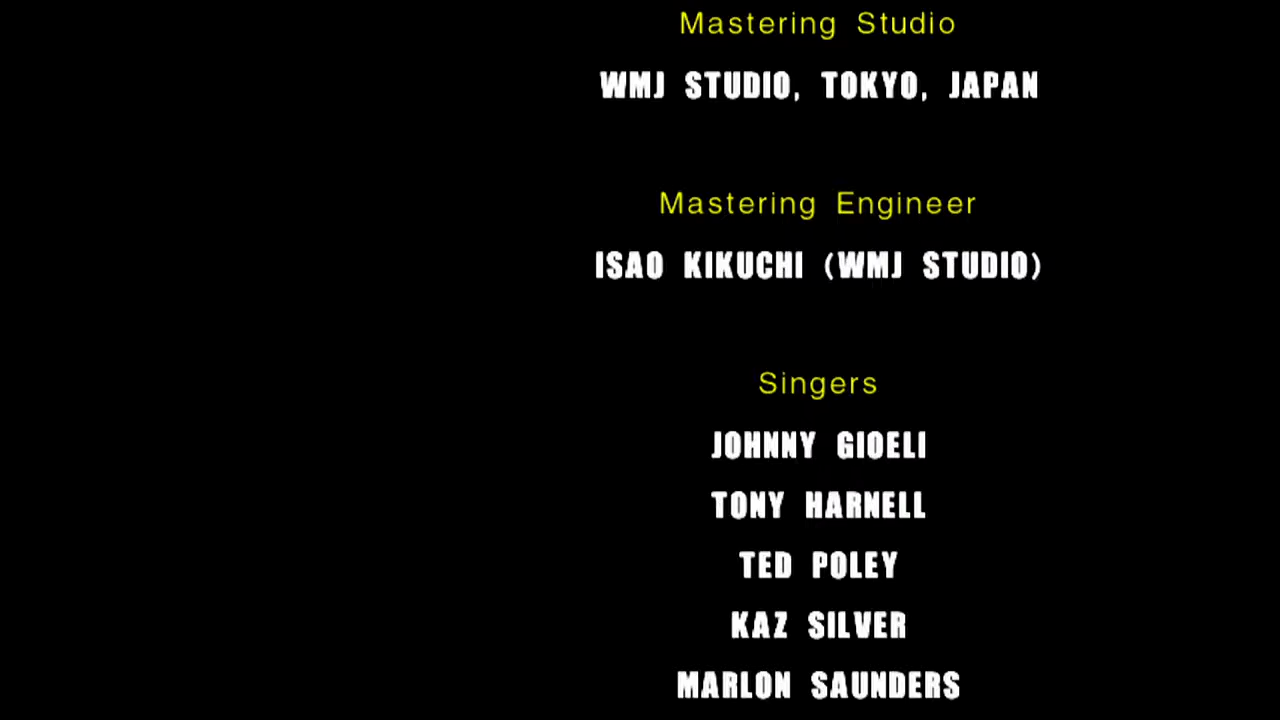 Mastering Studio
WMJ STUDIO, TOKYO, JAPAN
Mastering Engineer
ISAO KIKUCHI (WMJ STUDIO)
Singers
JOHNNY GIOELI
TONY HARNELL
TED POLEY
KAZ SILVER
MARLON SAUNDERS